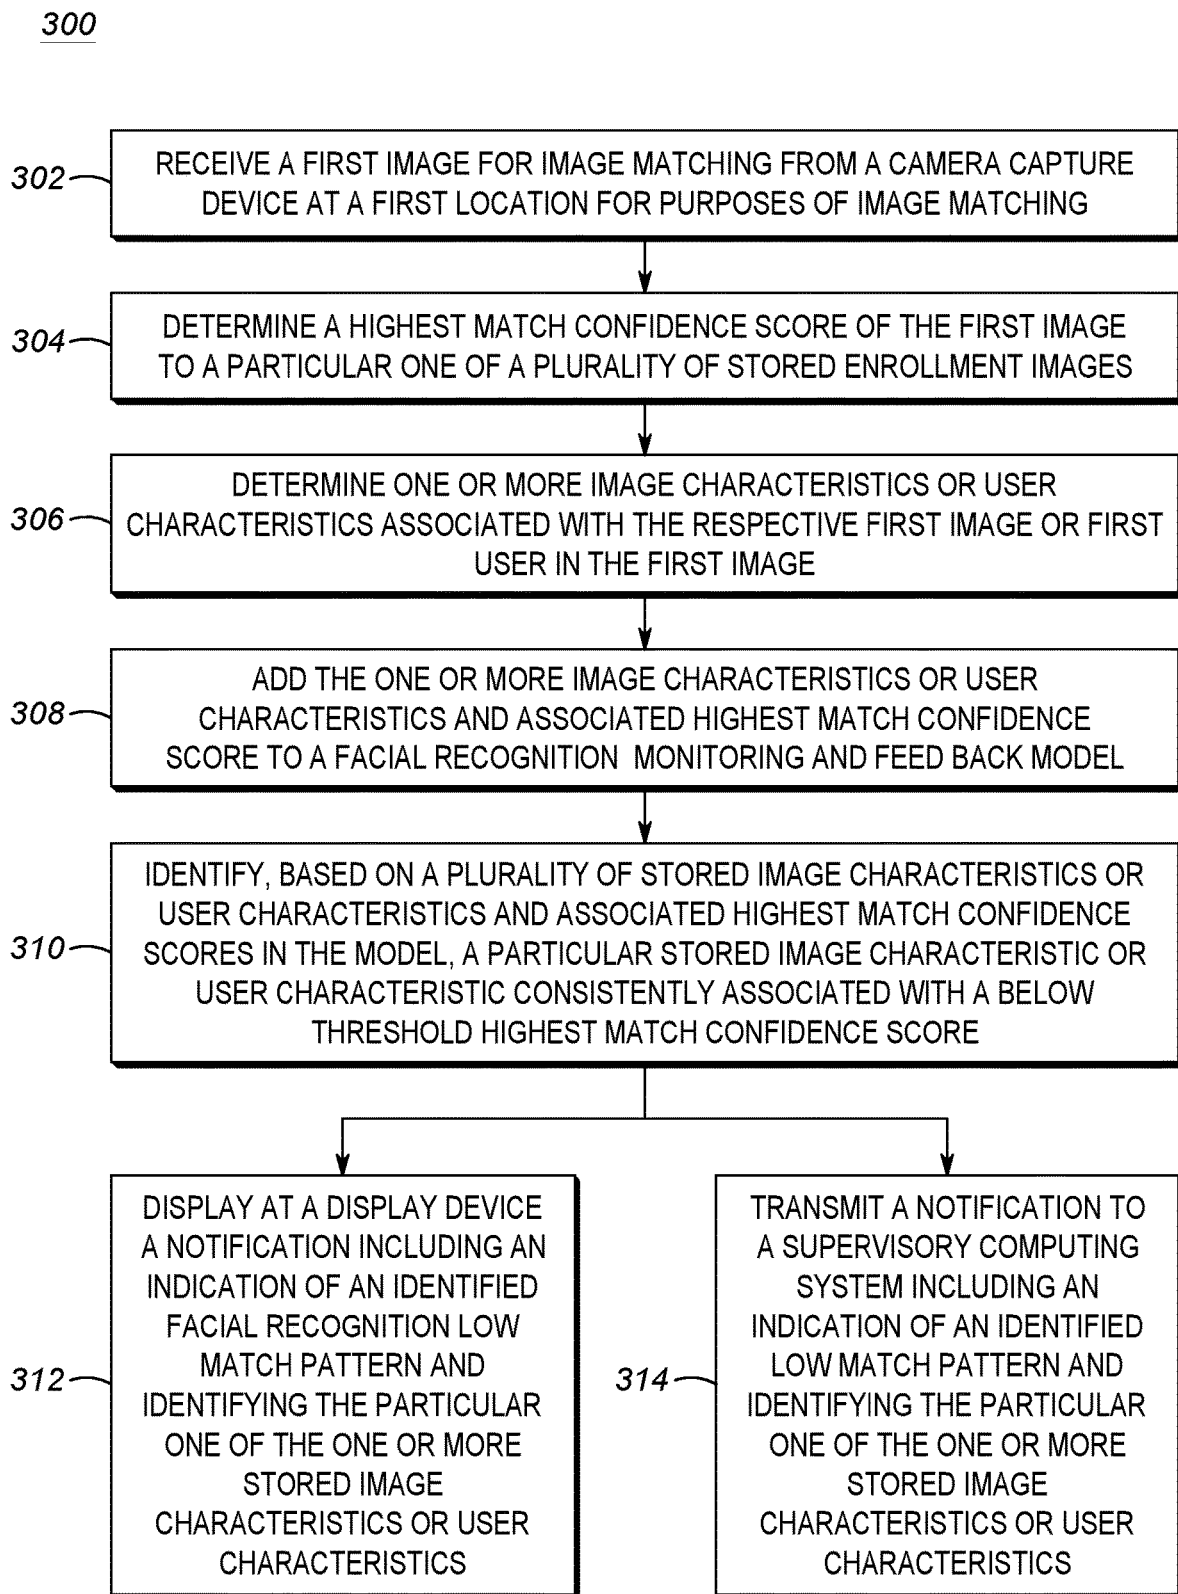 300
302
RECEIVE A FIRST IMAGE FOR IMAGE MATCHING FROM A CAMERA CAPTURE
DEVICE AT A FIRST LOCATION FOR PURPOSES OF IMAGE MATCHING
304
DETERMINE A HIGHEST MATCH CONFIDENCE SCORE OF THE FIRST IMAGE
TO A PARTICULAR ONE OF A PLURALITY OF STORED ENROLLMENT IMAGES
306
DETERMINE ONE OR MORE IMAGE CHARACTERISTICS OR USER
CHARACTERISTICS ASSOCIATED WITH THE RESPECTIVE FIRST IMAGE OR FIRST
USER IN THE FIRST IMAGE
308
ADD THE ONE OR MORE IMAGE CHARACTERISTICS OR USER
CHARACTERISTICS AND ASSOCIATED HIGHEST MATCH CONFIDENCE
SCORE TO A FACIAL RECOGNITION MONITORING AND FEED BACK MODEL
310
IDENTIFY, BASED ON A PLURALITY OF STORED IMAGE CHARACTERISTICS OR
USER CHARACTERISTICS AND ASSOCIATED HIGHEST MATCH CONFIDENCE
SCORES IN THE MODEL, A PARTICULAR STORED IMAGE CHARACTERISTIC OR
USER CHARACTERISTIC CONSISTENTLY ASSOCIATED WITH A BELOW
THRESHOLD HIGHEST MATCH CONFIDENCE SCORE
312
DISPLAY AT A DISPLAY DEVICE
A NOTIFICATION INCLUDING AN
INDICATION OF AN IDENTIFIED
FACIAL RECOGNITION LOW
MATCH PATTERN AND
IDENTIFYING THE PARTICULAR
ONE OF THE ONE OR MORE
STORED IMAGE
CHARACTERISTICS OR USER
CHARACTERISTICS
314
TRANSMIT A NOTIFICATION TO
A SUPERVISORY COMPUTING
SYSTEM INCLUDING AN
INDICATION OF AN IDENTIFIED
LOW MATCH PATTERN AND
IDENTIFYING THE PARTICULAR
ONE OF THE ONE OR MORE
STORED IMAGE
CHARACTERISTICS OR USER
CHARACTERISTICS